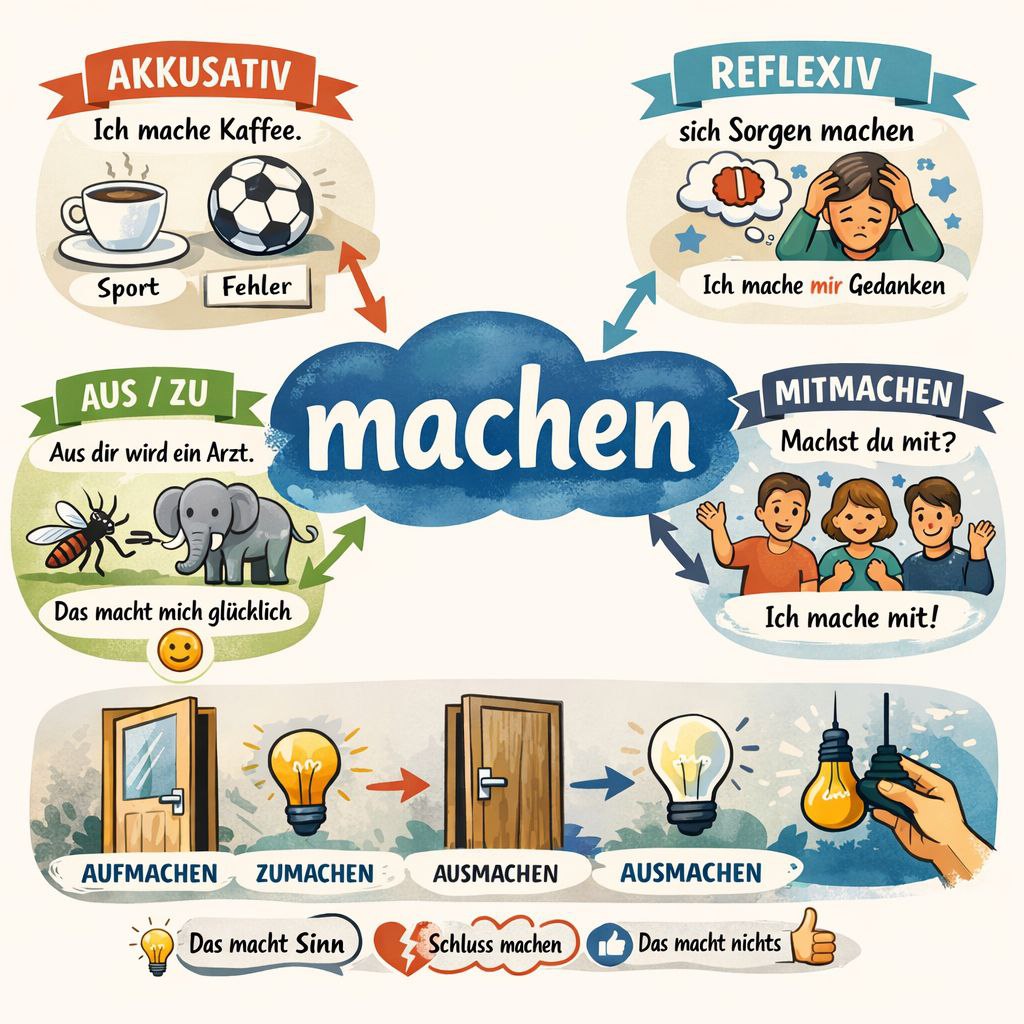 AKKUSATIV
Ich mache Kaffee.
Sport
Fehler
REFLEXIV
sich Sorgen machen
Ich mache mir Gedanken
machen
AUS / ZU
Aus dir wird ein Arzt.
Das macht mich glücklich
MITMACHEN
Machst du mit?
Ich mache mit!
AUFMACHEN
ZUMACHEN
AUSMACHEN
AUSMACHEN
Das macht Sinn
Schluss machen
Das macht nichts